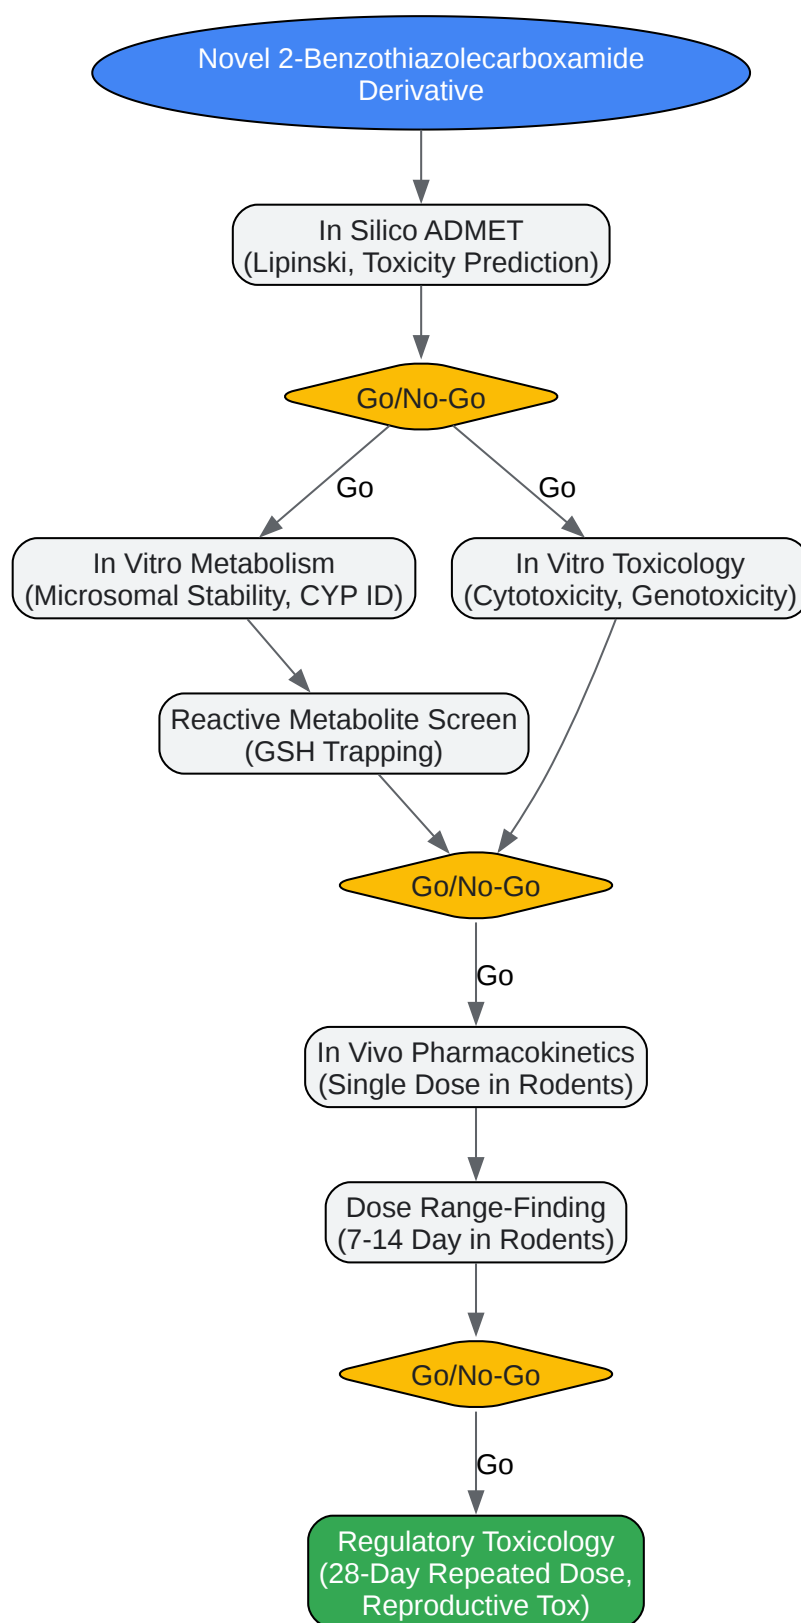 Novel 2-Benzothiazolecarboxamide
Derivative
In Silico ADMET
(Lipinski, Toxicity Prediction)
Go/No-Go
Go
Go
In Vitro Metabolism
(Microsomal Stability, CYP ID)
In Vitro Toxicology
(Cytotoxicity, Genotoxicity)
Reactive Metabolite Screen
(GSH Trapping)
Go/No-Go
Go
In Vivo Pharmacokinetics
(Single Dose in Rodents)
Dose Range-Finding
(7-14 Day in Rodents)
Go/No-Go
Go
Regulatory Toxicology
(28-Day Repeated Dose,
Reproductive Tox)